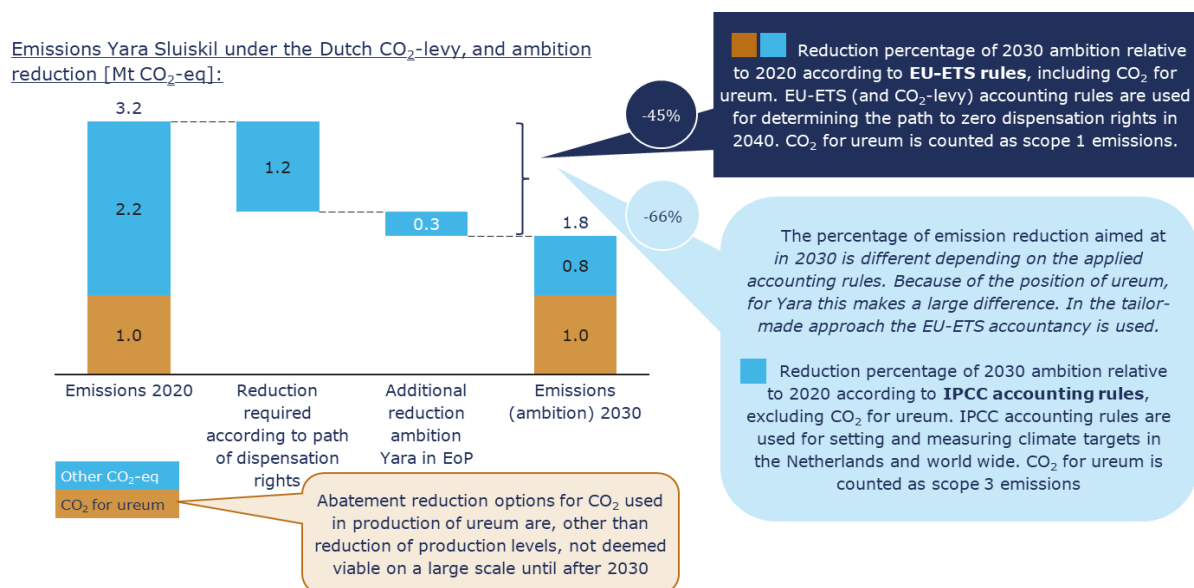 Emissions Yara Sluiskil under the Dutch CO₂-levy, and ambition
reduction [Mt CO₂-eq]:
3.2
2.2
1.0
1.2
0.3
1.8
0.8
1.0
Emissions 2020
Reduction
required
according to path
of dispensation
rights
Additional
reduction
ambition
Yara in EoP
Emissions
(ambition) 2030
Other CO₂-eq
CO₂ for ureum
Abatement reduction options for CO₂ used
in production of ureum are, other than
reduction of production levels, not deemed
viable on a large scale until after 2030
-45%
Reduction percentage of 2030 ambition relative
to 2020 according to EU-ETS rules, including CO₂ for
ureum. EU-ETS (and CO₂-levy) accounting rules are used
for determining the path to zero dispensation rights in
2040. CO₂ for ureum is counted as scope 1 emissions.
-66%
The percentage of emission reduction aimed at
in 2030 is different depending on the applied
accounting rules. Because of the position of ureum,
for Yara this makes a large difference. In the tailor-
made approach the EU-ETS accountancy is used.
Reduction percentage of 2030 ambition relative
to 2020 according to IPCC accounting rules,
excluding CO₂ for ureum. IPCC accounting rules are
used for setting and measuring climate targets in
the Netherlands and world wide. CO₂ for ureum is
counted as scope 3 emissions